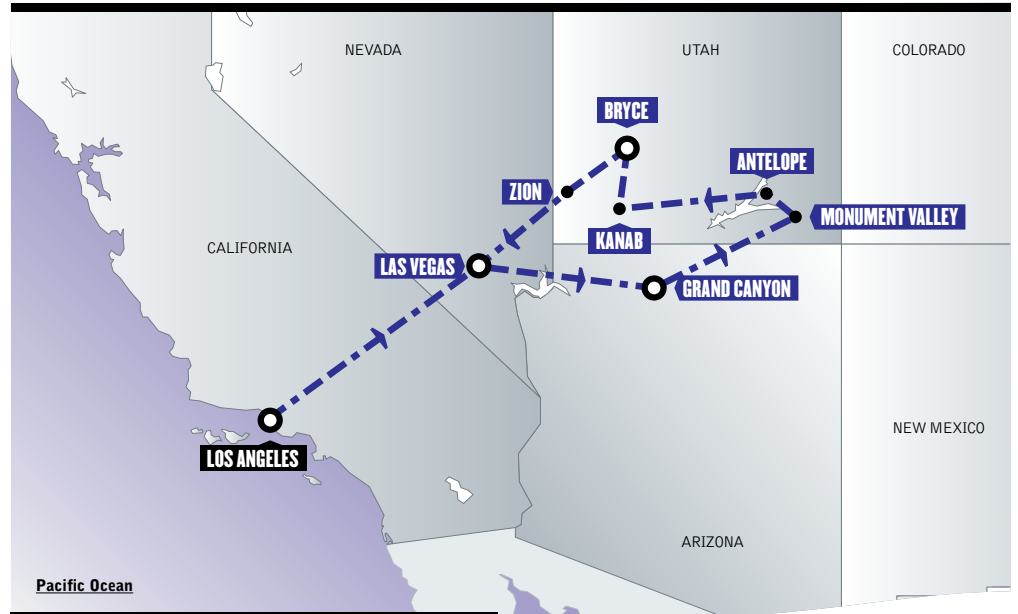 NEVADA
UTAH
COLORADO
BRYCE
ANTELOPE
ZION
MONUMENT VALLEY
KANAB
CALIFORNIA
LAS VEGAS
GRAND CANYON
LOS ANGELES
NEW MEXICO
ARIZONA
Pacific Ocean